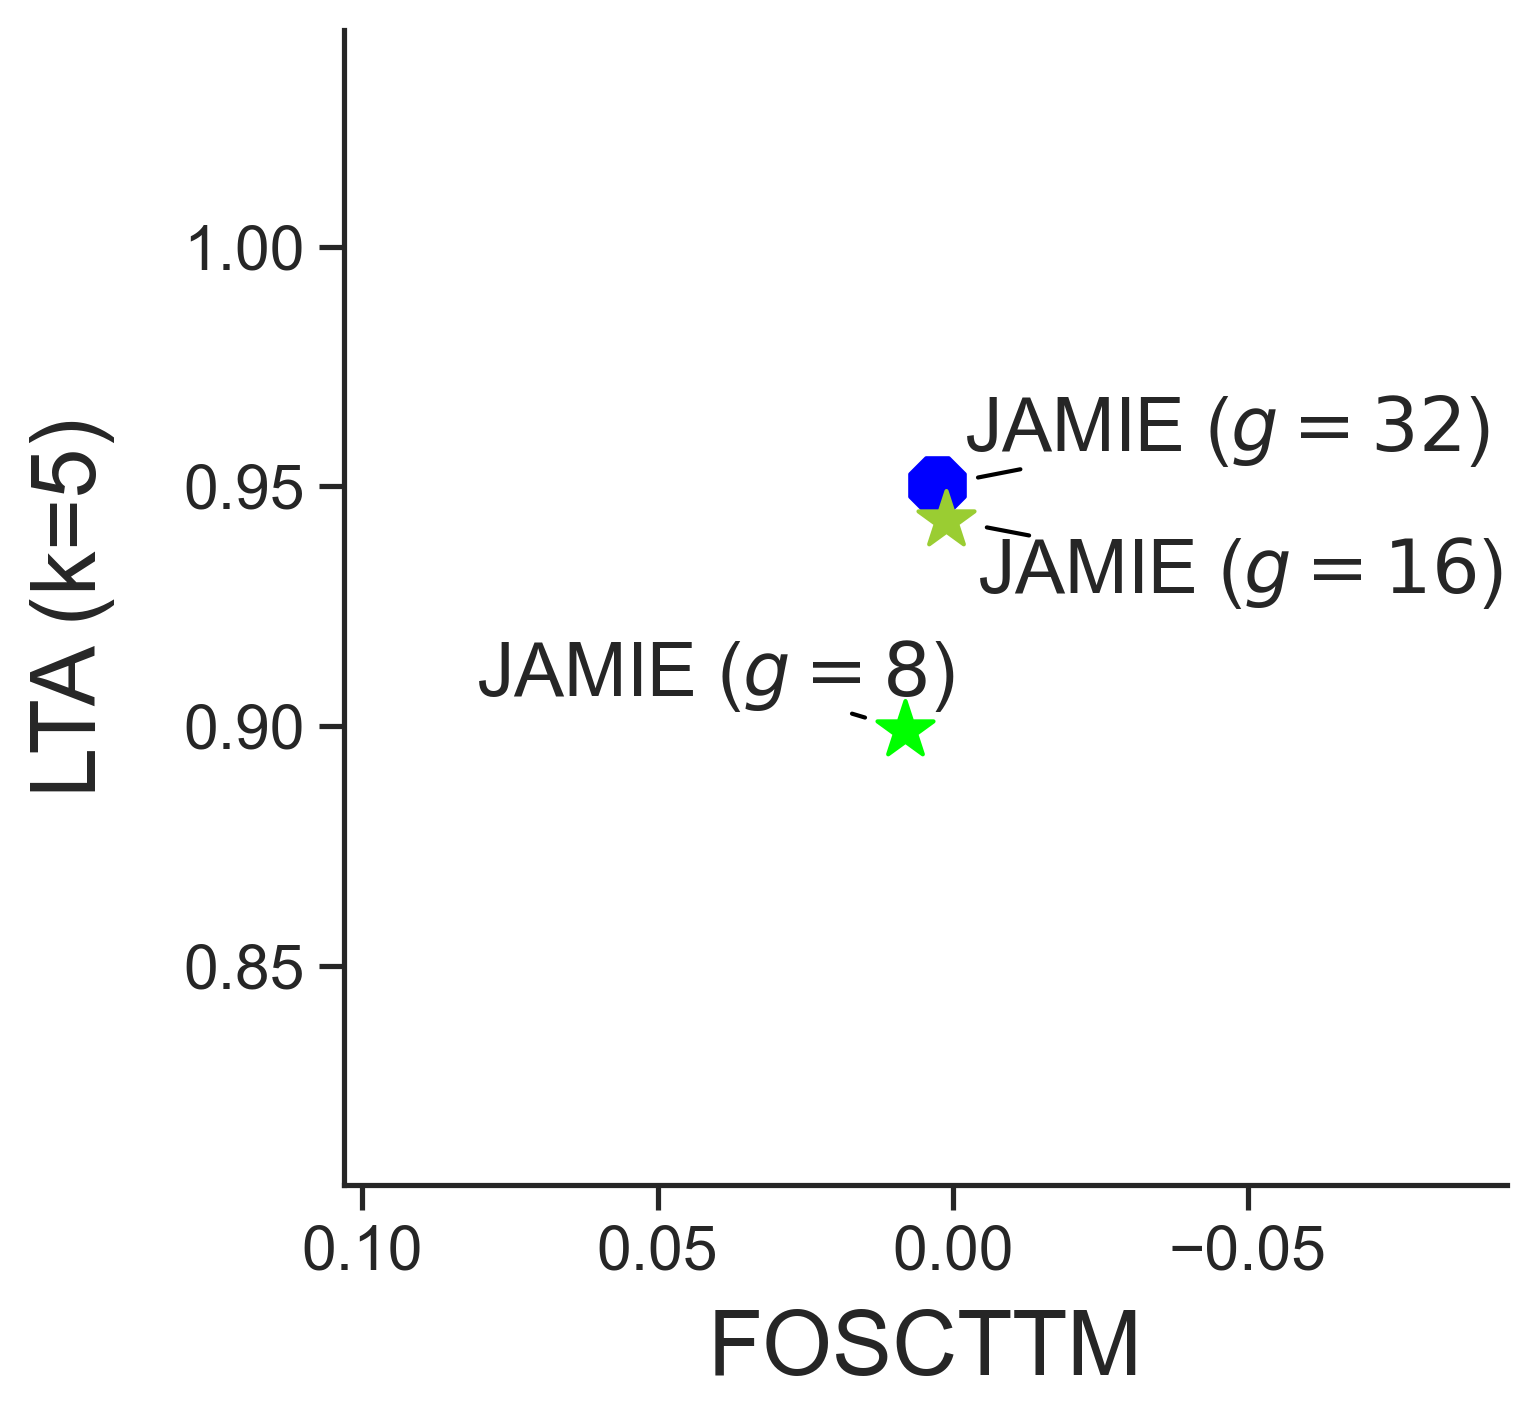 LTA (k=5)
1.00
0.95
0.90
0.85
JAMIE (g = 32)
JAMIE (g = 16)
JAMIE (g = 8)
0.10
0.05
0.00
−0.05
FOSCTTM